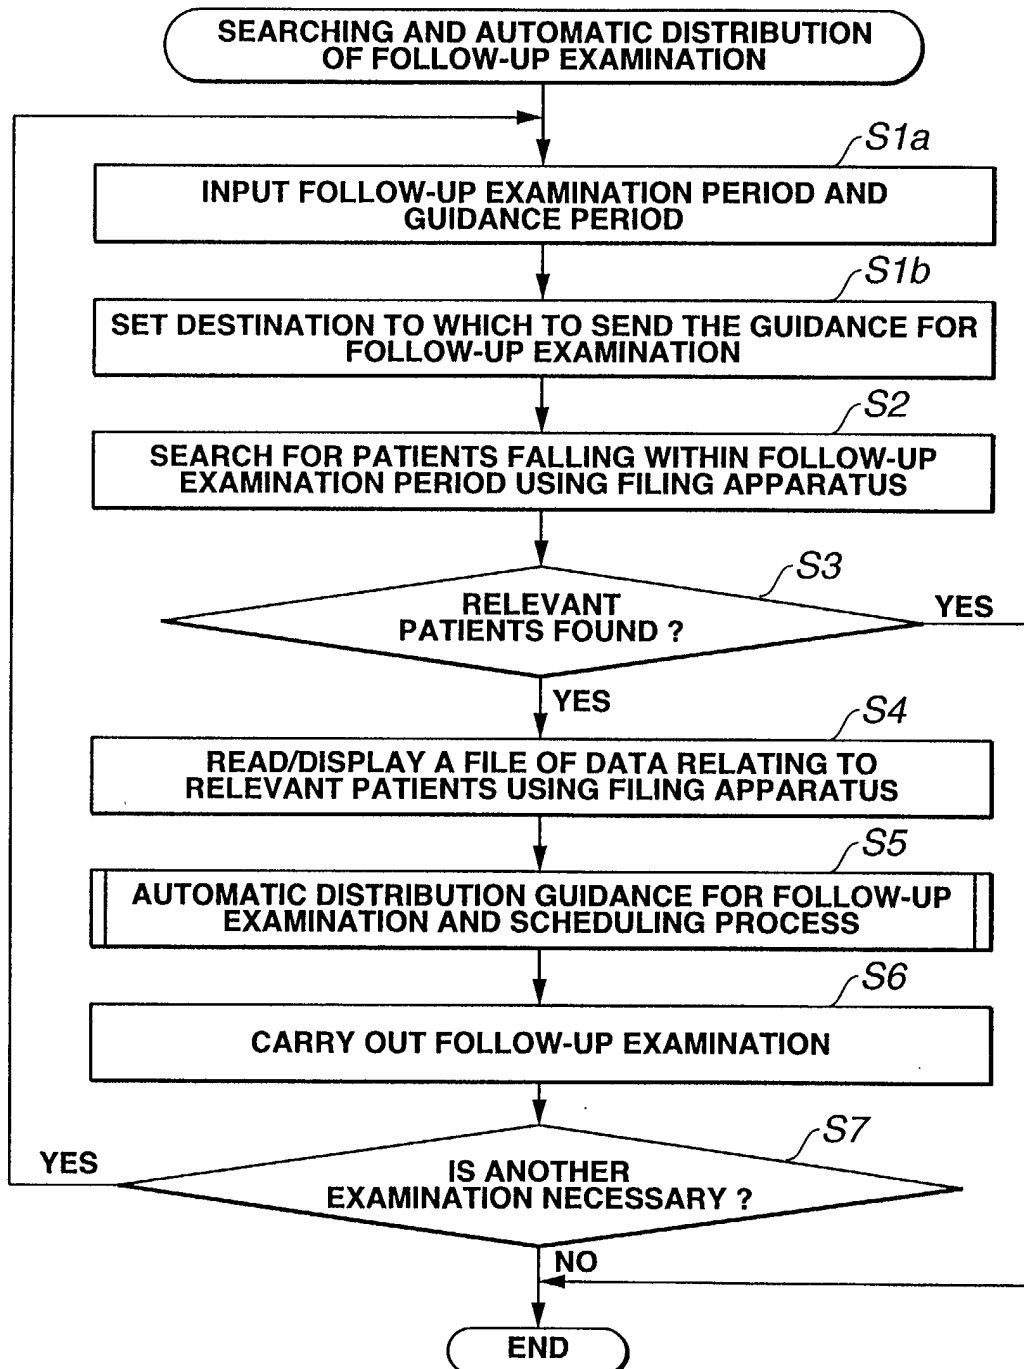 SEARCHING AND AUTOMATIC DISTRIBUTION
OF FOLLOW-UP EXAMINATION
S1a
INPUT FOLLOW-UP EXAMINATION PERIOD AND
GUIDANCE PERIOD
S1b
SET DESTINATION TO WHICH TO SEND THE GUIDANCE FOR
FOLLOW-UP EXAMINATION
S2
SEARCH FOR PATIENTS FALLING WITHIN FOLLOW-UP
EXAMINATION PERIOD USING FILING APPARATUS
S3
RELEVANT
PATIENTS FOUND ?
YES
YES
S4
READ/DISPLAY A FILE OF DATA RELATING TO
RELEVANT PATIENTS USING FILING APPARATUS
S5
AUTOMATIC DISTRIBUTION GUIDANCE FOR FOLLOW-UP
EXAMINATION AND SCHEDULING PROCESS
S6
CARRY OUT FOLLOW-UP EXAMINATION
S7
YES
IS ANOTHER
EXAMINATION NECESSARY ?
NO
END